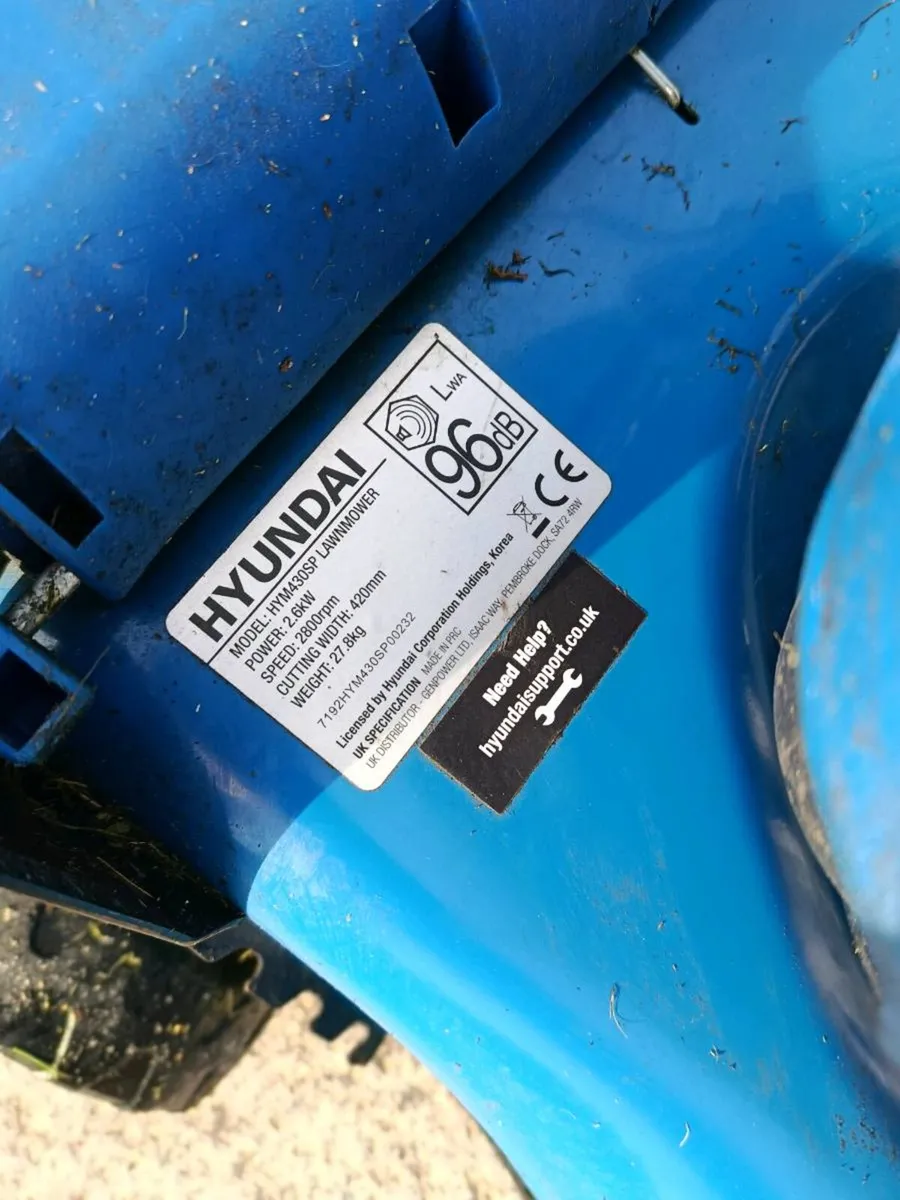 HYUNDAI
MODEL: HYM430SP LAWNMOWER
POWER: 2.6kW
SPEED: 2800rpm
CUTTING WIDTH: 420mm
WEIGHT: 27.8kg
7192HYM430SP00232
Licensed by Hyundai Corporation Holdings, Korea
UK SPECIFICATION MADE IN PRC
UK DISTRIBUTOR - GENPOWER LTD, ISAAC WAY, PEMBROKE DOCK, SA72 4RW
LWA
96dB
CE
Need Help?
hyundaisupport.co.uk